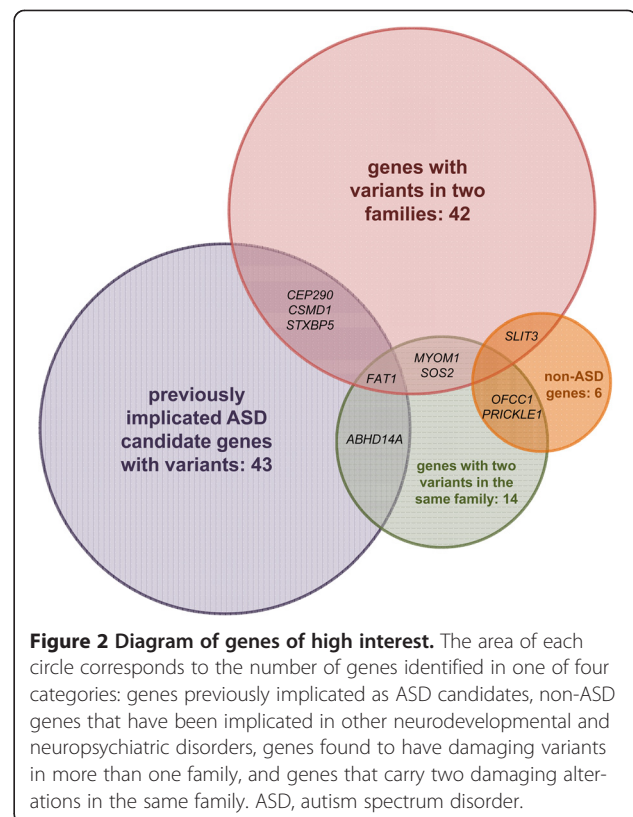 genes with
variants in two
families: 42
CEP290
CSMD1
STXBP5
SLIT3
MYOM1
SOS2
FAT1
non-ASD
genes: 6
OFCC1
PRICKLE1
previously
implicated ASD
candidate genes
with variants: 43
ABHD14A
genes with two
variants in the
same family: 14
Figure 2 Diagram of genes of high interest. The area of each
circle corresponds to the number of genes identified in one of four
categories: genes previously implicated as ASD candidates, non-ASD
genes that have been implicated in other neurodevelopmental and
neuropsychiatric disorders, genes found to have damaging variants
in more than one family, and genes that carry two damaging alter-
ations in the same family. ASD, autism spectrum disorder.